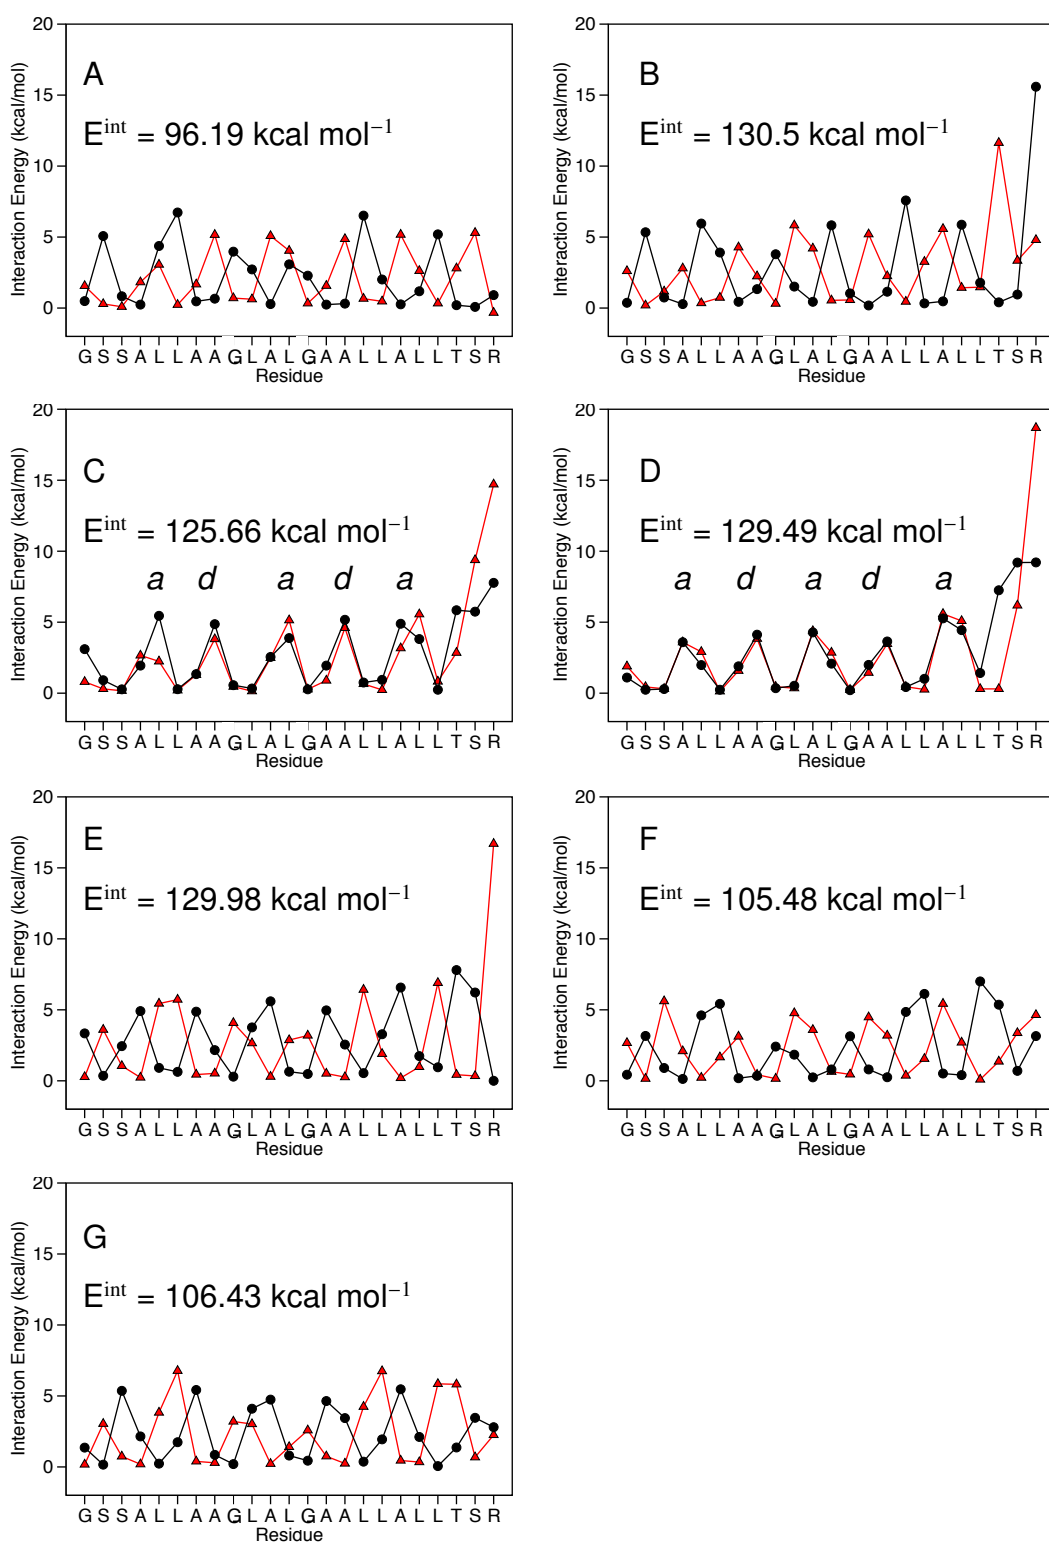 A
E^int = 96.19 kcal mol^−1
Interaction Energy (kcal/mol)
20
15
10
5
0
G S S A L L A A G L A L G A A L L A L L T S R
Residue
B
E^int = 130.5 kcal mol^−1
Interaction Energy (kcal/mol)
20
15
10
5
0
G S S A L L A A G L A L G A A L L A L L T S R
Residue
C
E^int = 125.66 kcal mol^−1
a d a d a
Interaction Energy (kcal/mol)
20
15
10
5
0
G S S A L L A A G L A L G A A L L A L L T S R
Residue
D
E^int = 129.49 kcal mol^−1
a d a d a
Interaction Energy (kcal/mol)
20
15
10
5
0
G S S A L L A A G L A L G A A L L A L L T S R
Residue
E
E^int = 129.98 kcal mol^−1
Interaction Energy (kcal/mol)
20
15
10
5
0
G S S A L L A A G L A L G A A L L A L L T S R
Residue
F
E^int = 105.48 kcal mol^−1
Interaction Energy (kcal/mol)
20
15
10
5
0
G S S A L L A A G L A L G A A L L A L L T S R
Residue
G
E^int = 106.43 kcal mol^−1
Interaction Energy (kcal/mol)
20
15
10
5
0
G S S A L L A A G L A L G A A L L A L L T S R
Residue